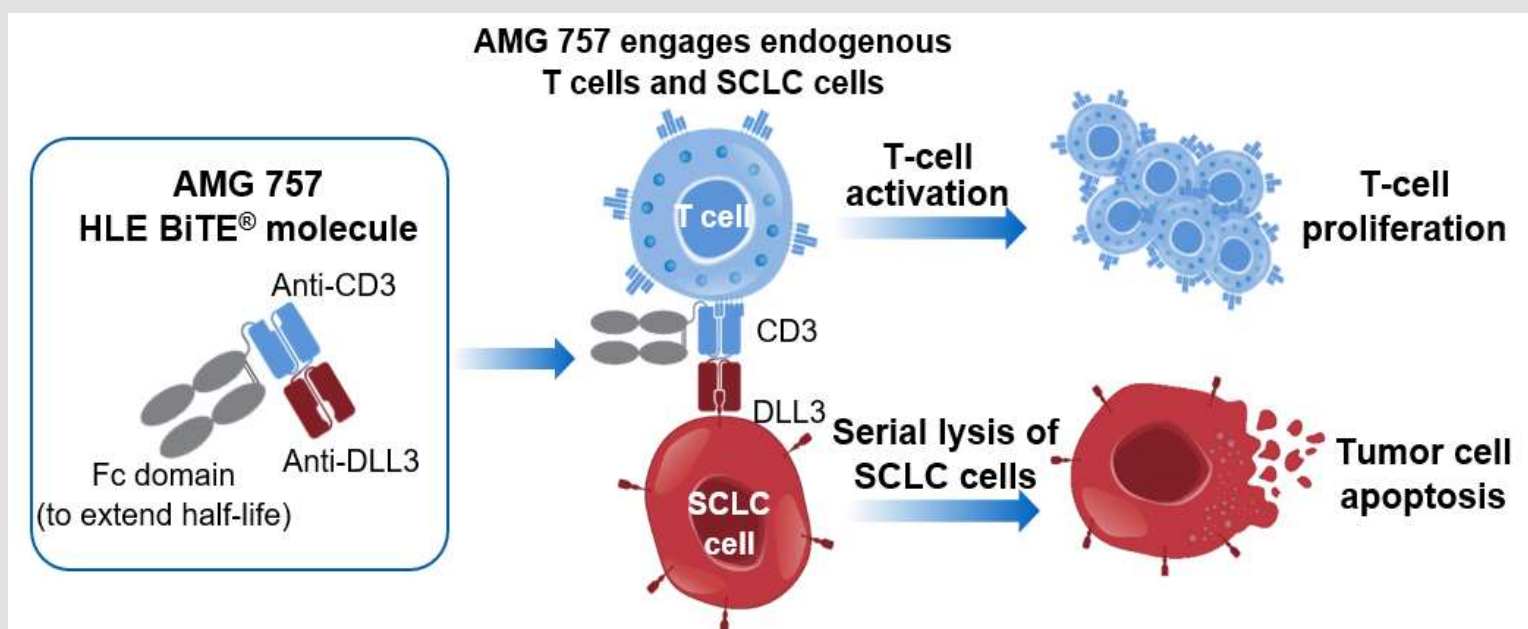 AMG 757
HLE BiTE® molecule
Anti-CD3
Anti-DLL3
Fc domain
(to extend half-life)
AMG 757 engages endogenous
T cells and SCLC cells
T cell
CD3
DLL3
SCLC
cell
T-cell
activation
T-cell
proliferation
Serial lysis of
SCLC cells
Tumor cell
apoptosis